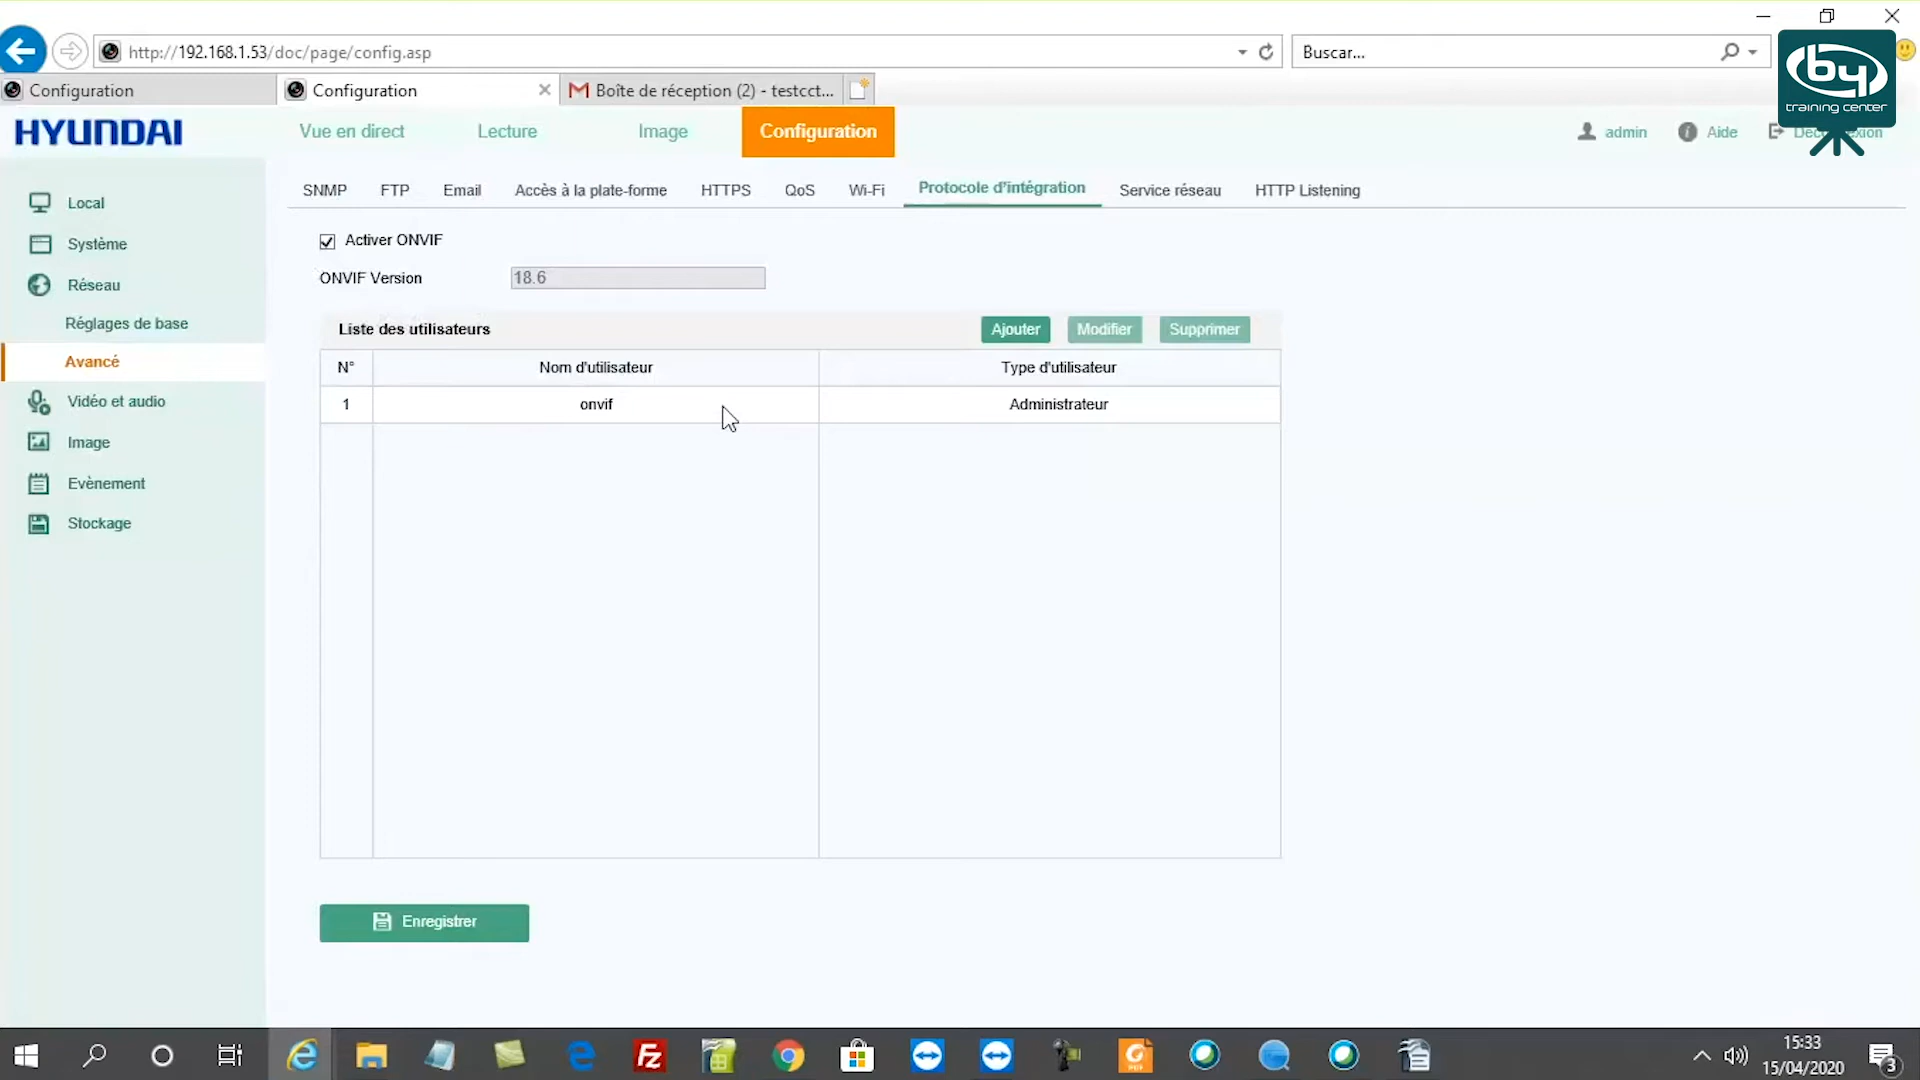 http://192.168.1.53/doc/page/config.asp
Buscar...
Configuration
Configuration
Boîte de réception (2) - testcct...
by
training center
HYUNDAI
Vue en direct
Lecture
Image
Configuration
admin
Aide
SNMP
FTP
Email
Accès à la plate-forme
HTTPS
QoS
Wi-Fi
Protocole d'intégration
Service réseau
HTTP Listening
Local
Système
Réseau
Réglages de base
Avancé
Vidéo et audio
Image
Evènement
Stockage
Activer ONVIF
ONVIF Version 18.6
Liste des utilisateurs
Ajouter
Modifier
Supprimer
N° Nom d'utilisateur Type d'utilisateur
1 onvif Administrateur
Enregistrer
15:33
15/04/2020
3